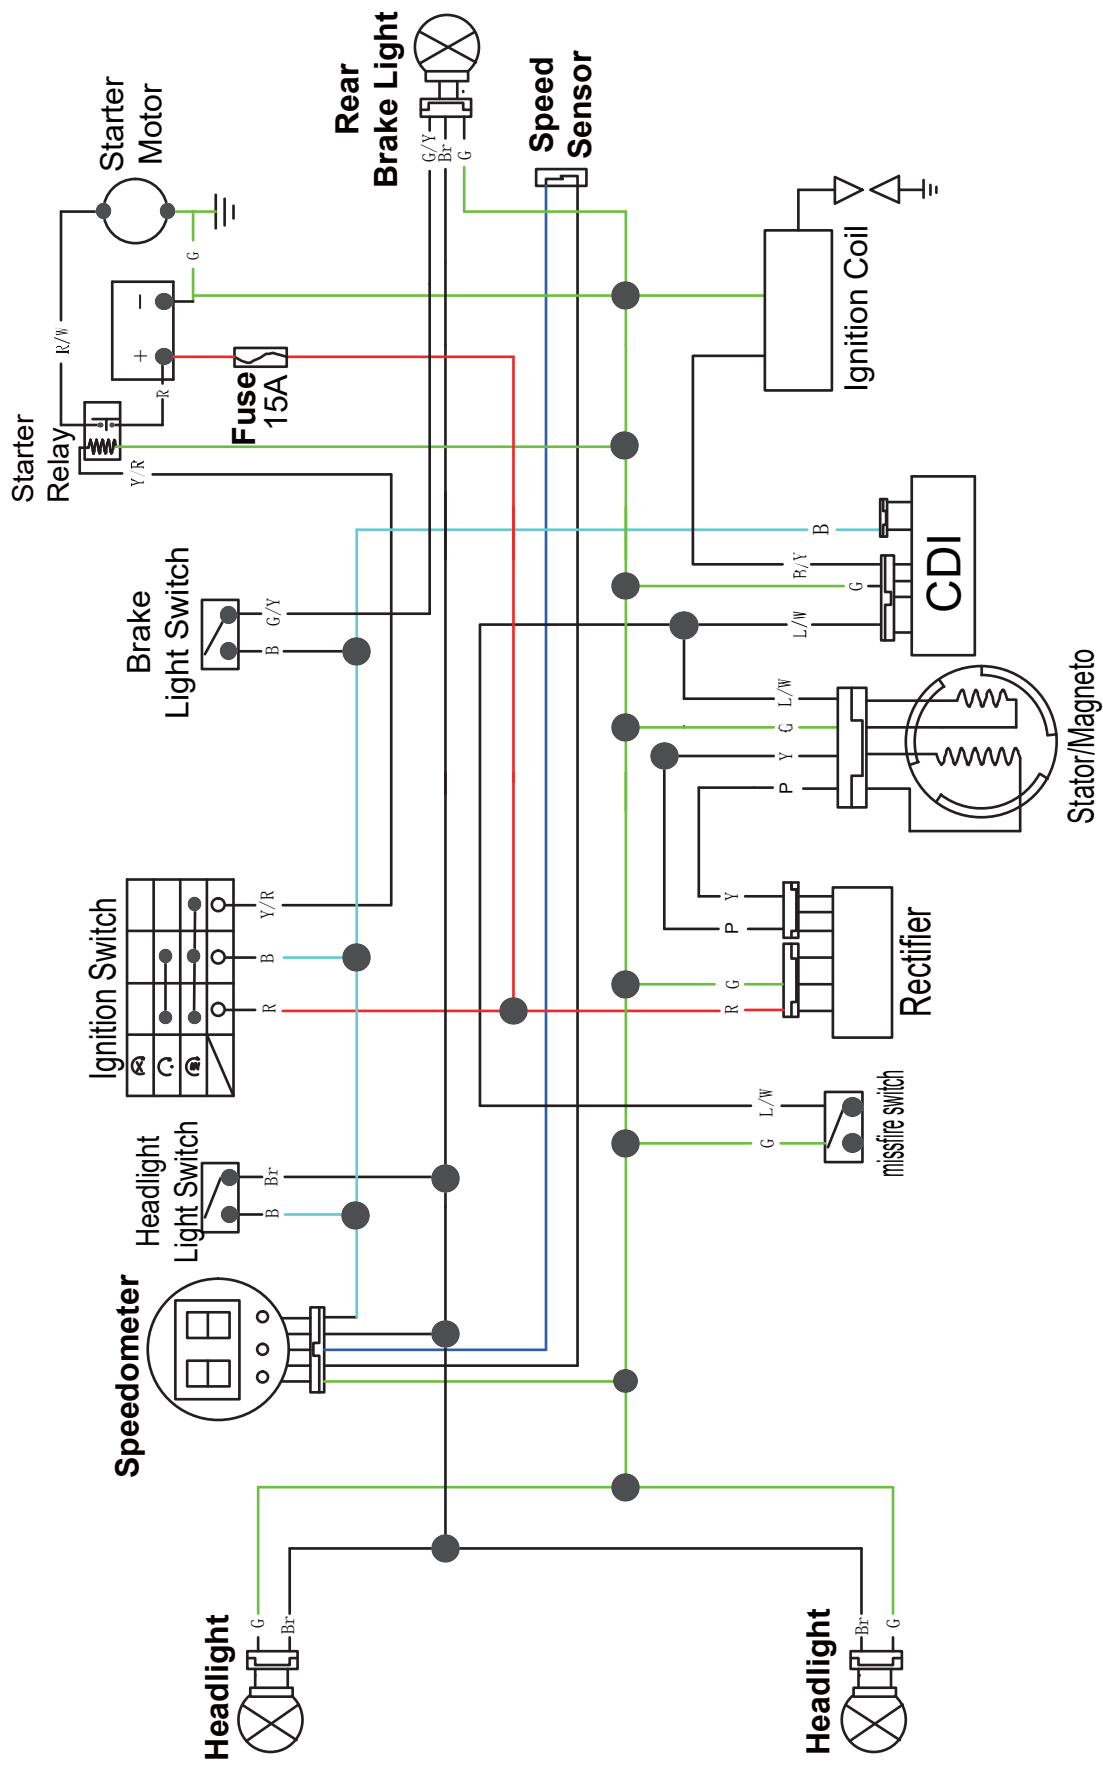 Starter
Motor
Rear
Brake Light
Speed
Sensor
G/Y
Br
G
G
R/W
+
-
R
Fuse
15A
Starter
Relay
Y/R
Ignition Coil
Brake
Light Switch
G/Y
B
B
B/Y
G
L/W
CDI
L/W
G
Y
P
Stator/Magneto
Ignition Switch
Y/R
B
R
Y
P
G
R
Rectifier
L/W
G
missfire switch
Headlight
Light Switch
Br
B
Speedometer
G
Br
Headlight
Br
G
Headlight